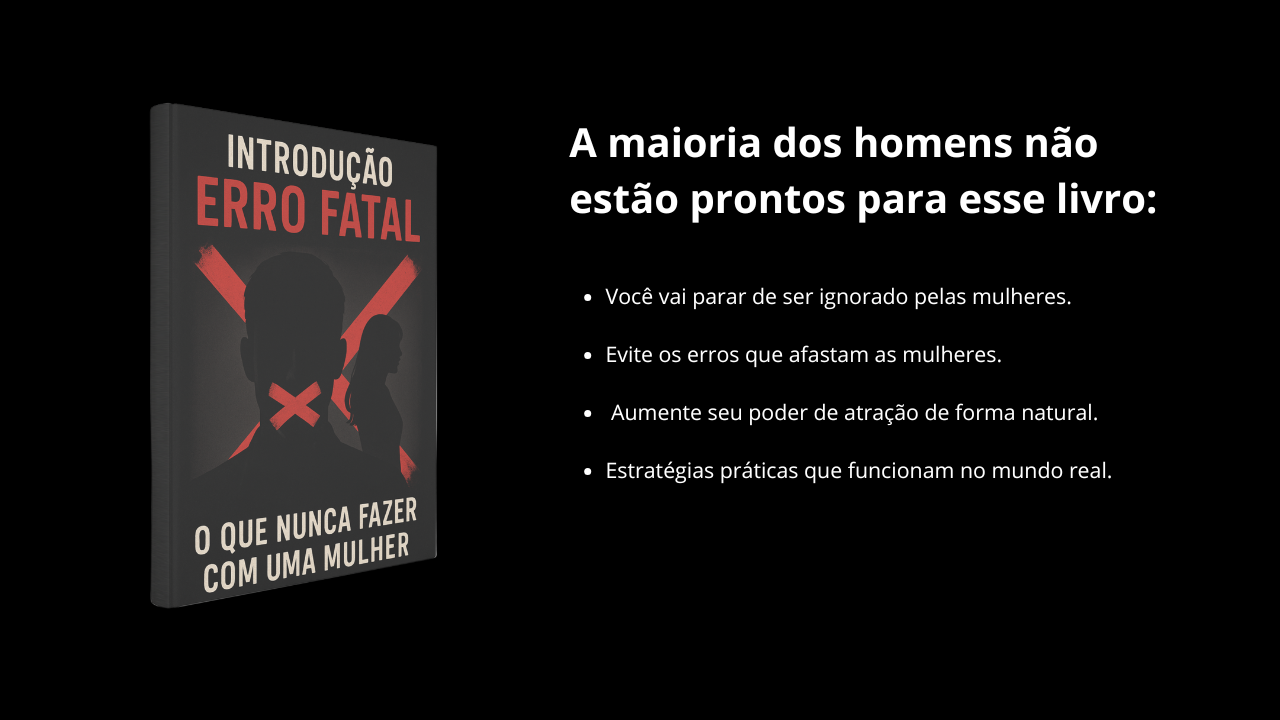 INTRODUÇÃO
ERRO FATAL
O QUE NUNCA FAZER
COM UMA MULHER
A maioria dos homens não
estão prontos para esse livro:
• Você vai parar de ser ignorado pelas mulheres.
• Evite os erros que afastam as mulheres.
• Aumente seu poder de atração de forma natural.
• Estratégias práticas que funcionam no mundo real.